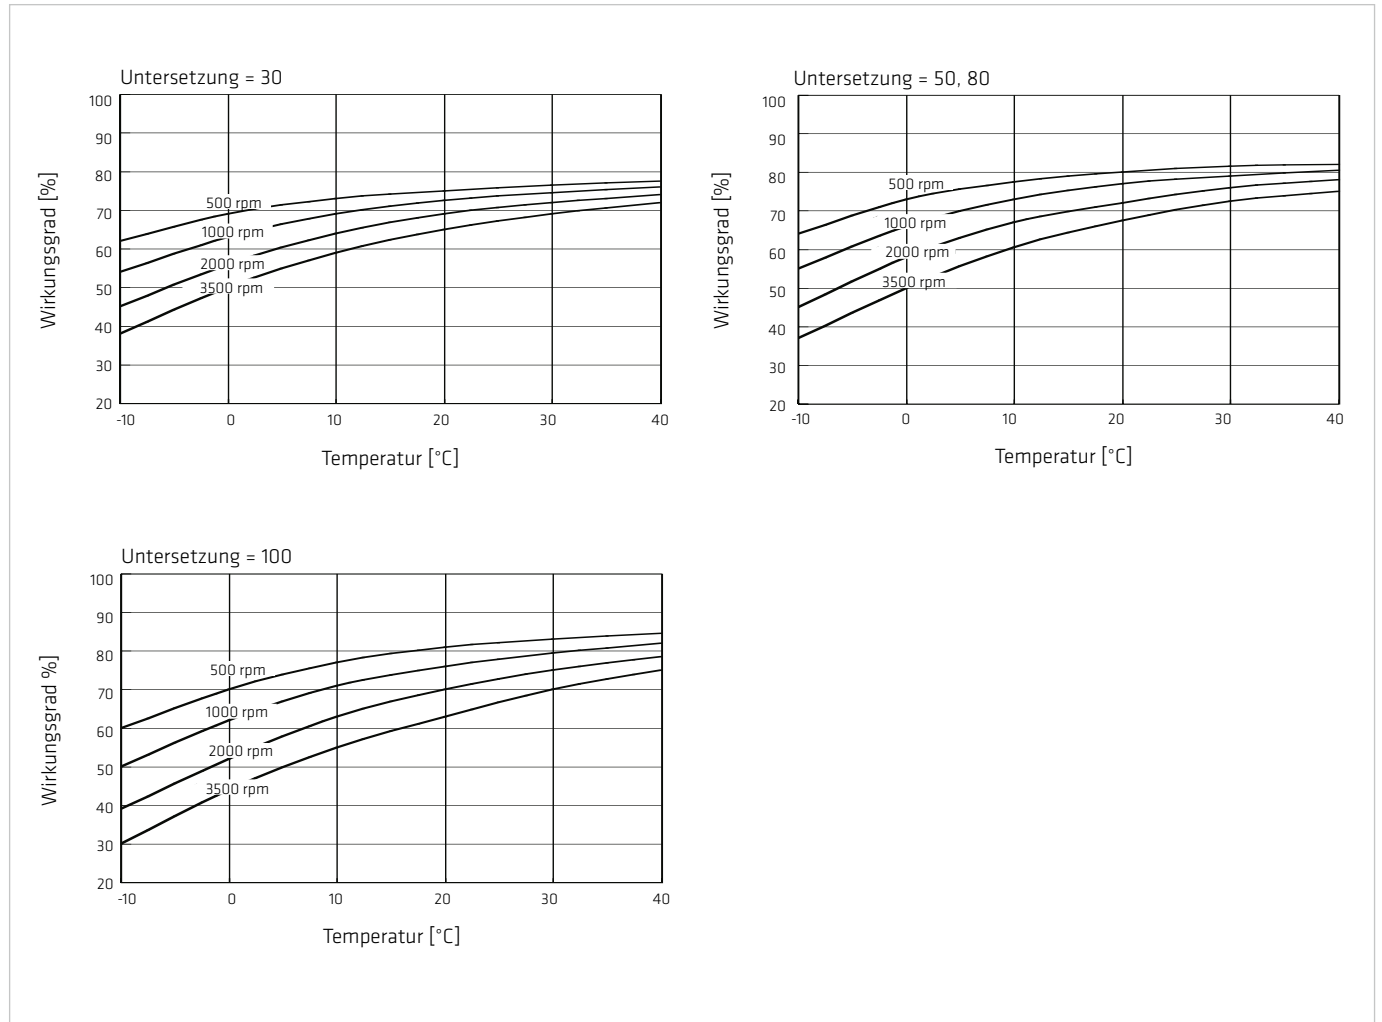 Untersetzung = 30
100
90
80
70
60
50
40
30
20
Wirkungsgrad [%]
500 rpm
1000 rpm
2000 rpm
3500 rpm
-10 0 10 20 30 40
Temperatur [°C]
Untersetzung = 50, 80
100
90
80
70
60
50
40
30
20
Wirkungsgrad [%]
500 rpm
1000 rpm
2000 rpm
3500 rpm
-10 0 10 20 30 40
Temperatur [°C]
Untersetzung = 100
100
90
80
70
60
50
40
30
20
Wirkungsgrad %]
500 rpm
1000 rpm
2000 rpm
3500 rpm
-10 0 10 20 30 40
Temperatur [°C]